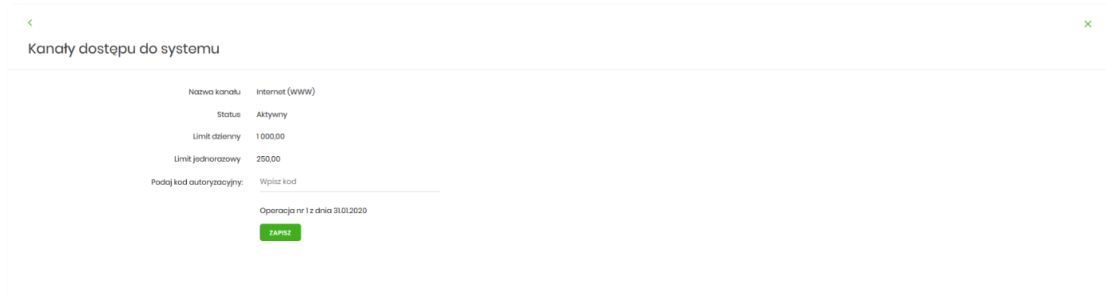 Kanały dostępu do systemu
Nazwa kanału Internet (WWW)
Status Aktywny
Limit dzienny 1 000,00
Limit jednorazowy 250,00
Podaj kod autoryzacyjny: Wpisz kod
Operacja nr 1 z dnia 31.01.2020
ZAPISZ